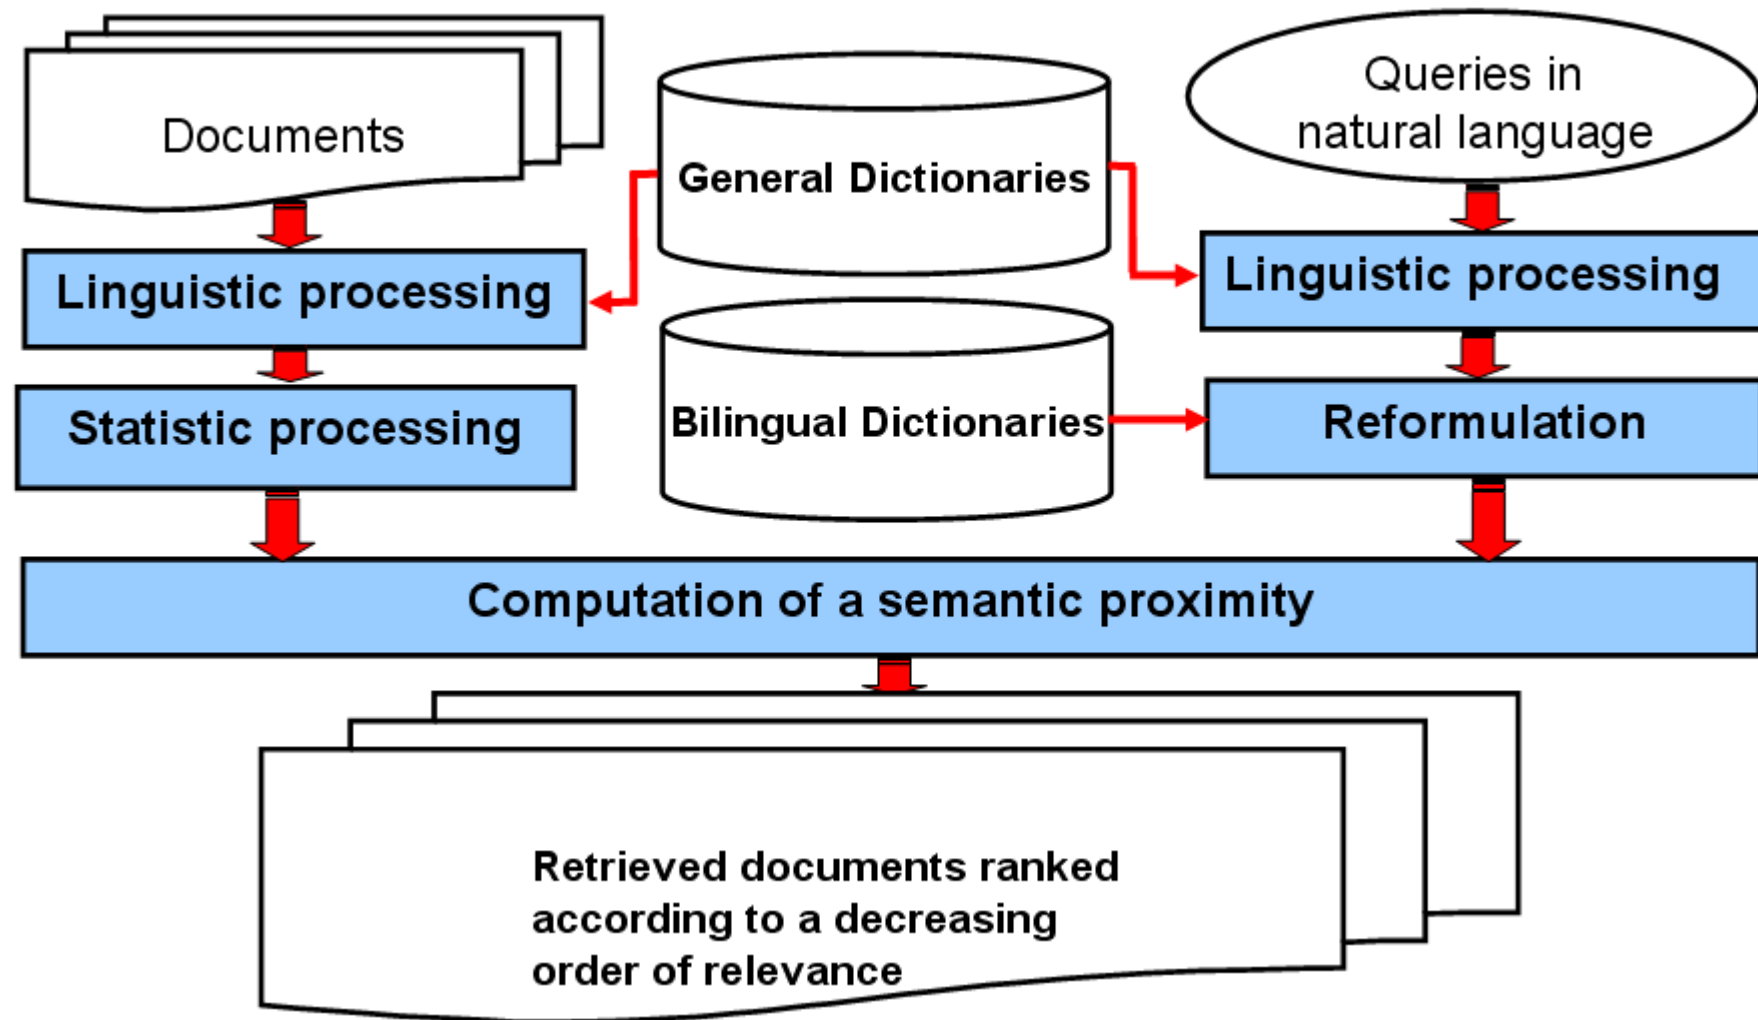 Documents
General Dictionaries
Queries in
natural language
Linguistic processing
Linguistic processing
Statistic processing
Bilingual Dictionaries
Reformulation
Computation of a semantic proximity
Retrieved documents ranked
according to a decreasing
order of relevance